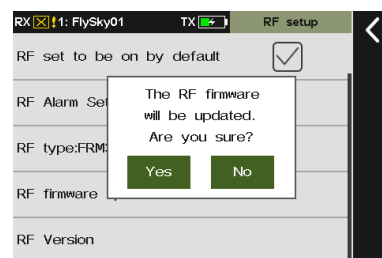 RX 1: FlySky01 TX RF setup
RF set to be on by default
RF Alarm Set
The RF firmware
will be updated.
Are you sure?
RF type:FRM3
Yes No
RF firmware
RF Version